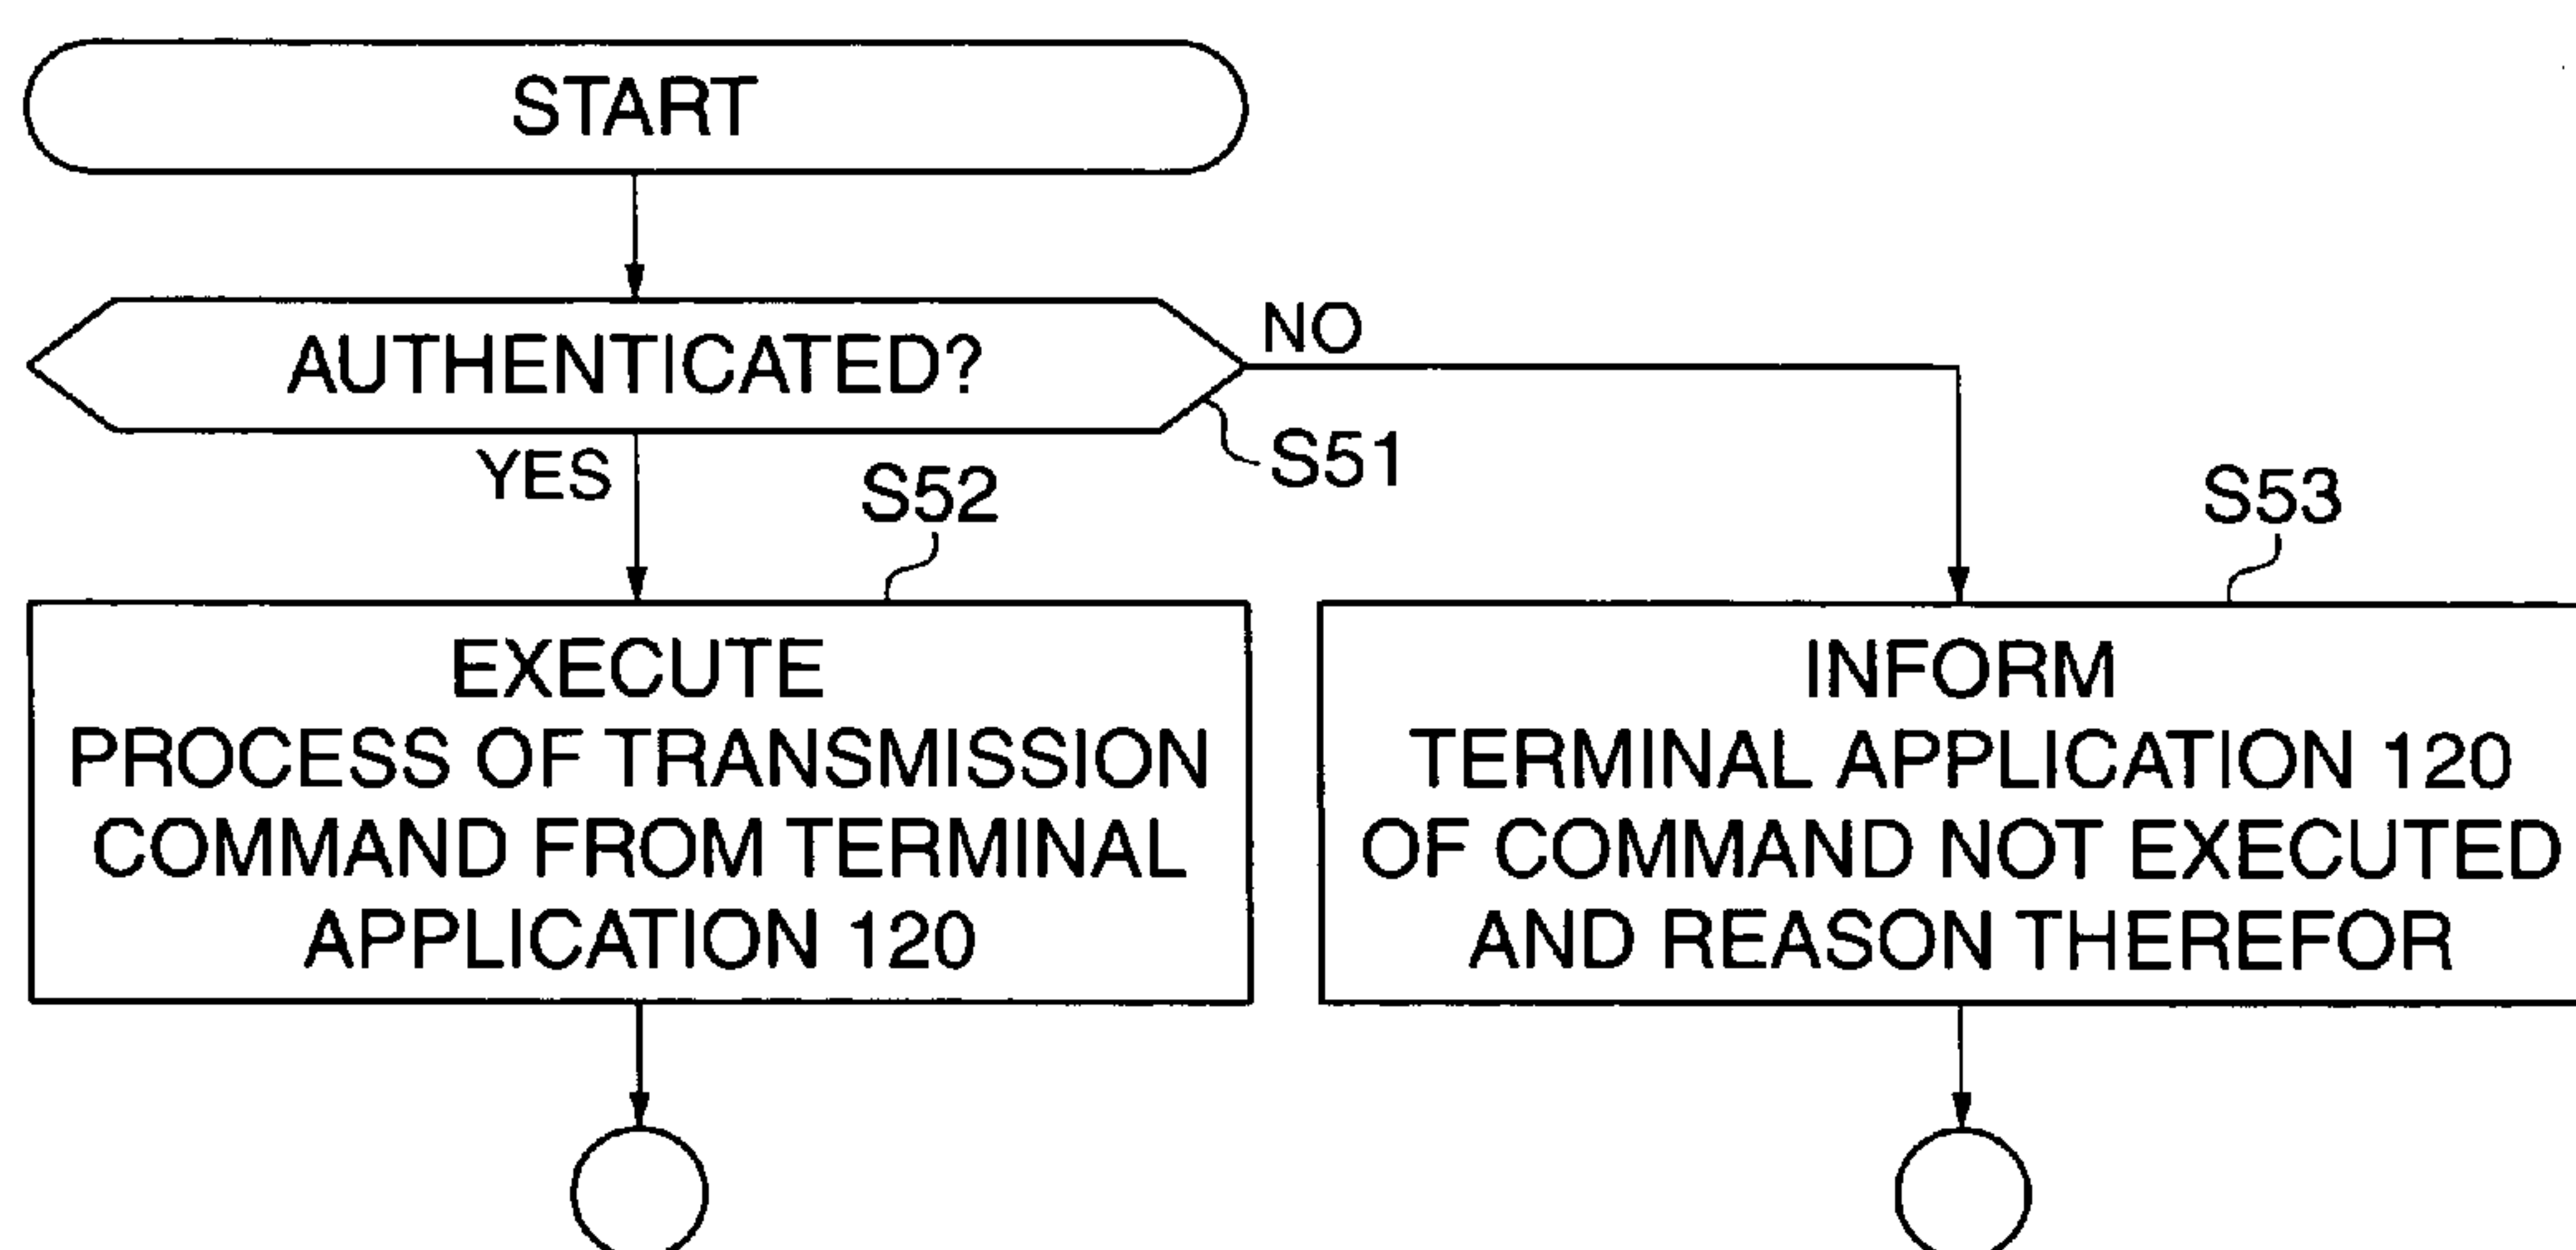 START
AUTHENTICATED?
NO
S51
YES
S52
S53
EXECUTE
PROCESS OF TRANSMISSION
COMMAND FROM TERMINAL
APPLICATION 120
INFORM
TERMINAL APPLICATION 120
OF COMMAND NOT EXECUTED
AND REASON THEREFOR